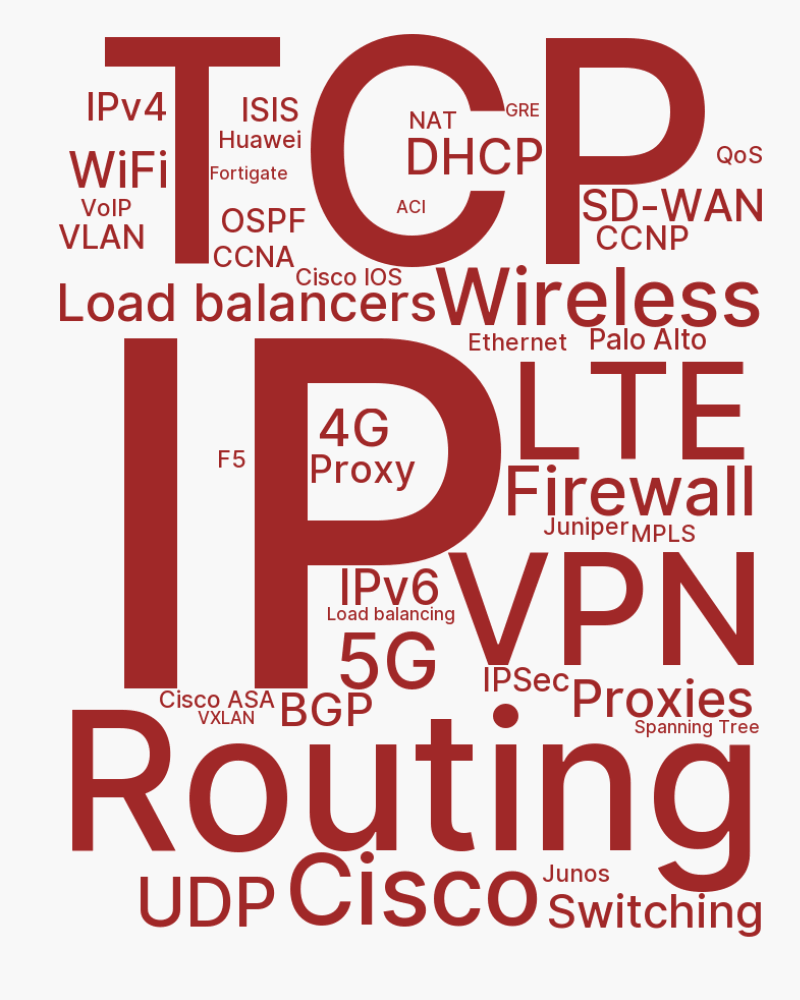 TCP
IPv4
ISIS
NAT
GRE
Huawei
DHCP
WiFi
Fortigate
QoS
VoIP
ACI
SD-WAN
OSPF
VLAN
CCNP
CCNA
Cisco IOS
Load balancers
Wireless
Ethernet
Palo Alto
IP
LTE
4G
F5
Proxy
Firewall
Juniper
MPLS
IPv6
VPN
Load balancing
5G
IPSec
Proxies
Cisco ASA
BGP
VXLAN
Spanning Tree
Routing
UDP
Cisco
Junos
Switching